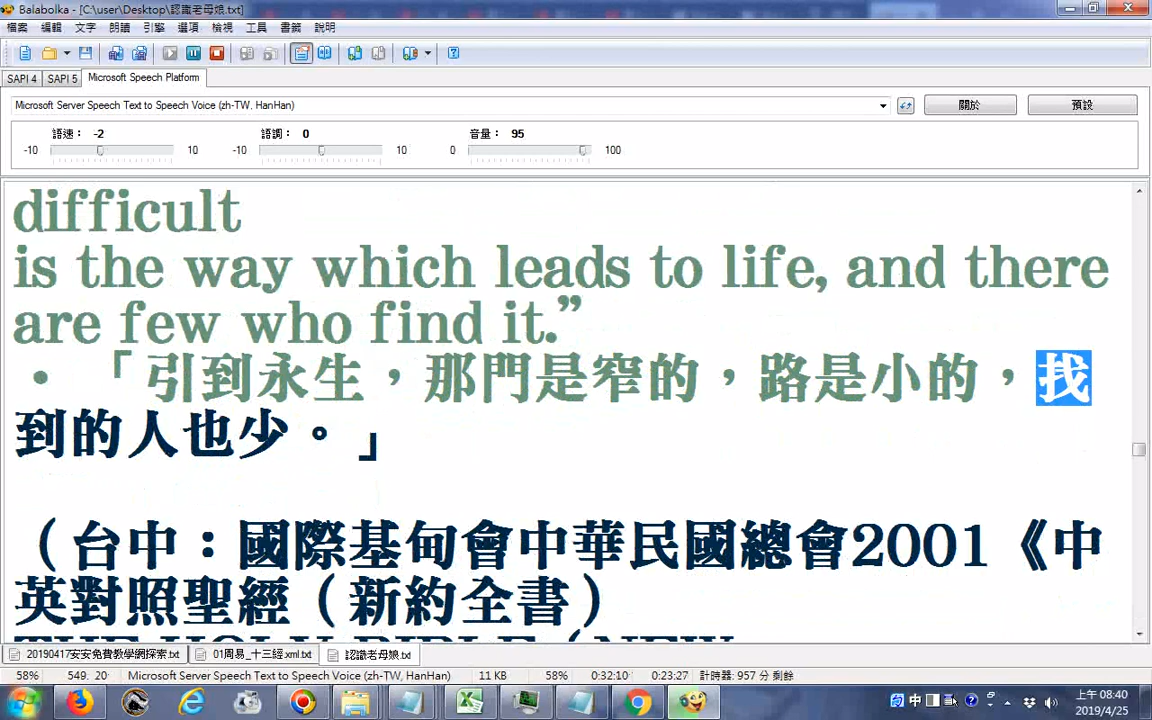 Balabolka - [C:\user\Desktop\認識老母娘.txt]
檔案 編輯 文字 朗讀 引擎 選項 檢視 工具 書籤 說明
SAPI 4 SAPI 5 Microsoft Speech Platform
Microsoft Server Speech Text to Speech Voice (zh-TW, HanHan) 關於 預設
語速： -2 語調： 0 音量： 95
-10 10 -10 10 0 100
difficult
is the way which leads to life, and there
are few who find it.”
• 「引到永生，那門是窄的，路是小的，找
到的人也少。」
（台中：國際基甸會中華民國總會2001《中
英對照聖經（新約全書）
THE HOLY BIBLE（NEW
20190417安安免費教學網探索.txt 01周易_十三經.xml.txt 認識老母娘.txt
58% 549: 20 Microsoft Server Speech Text to Speech Voice (zh-TW, HanHan) 11 KB 58% 0:32:10 0:23:27 計時器: 957 分 剩餘
中 上午 08:40
2019/4/25